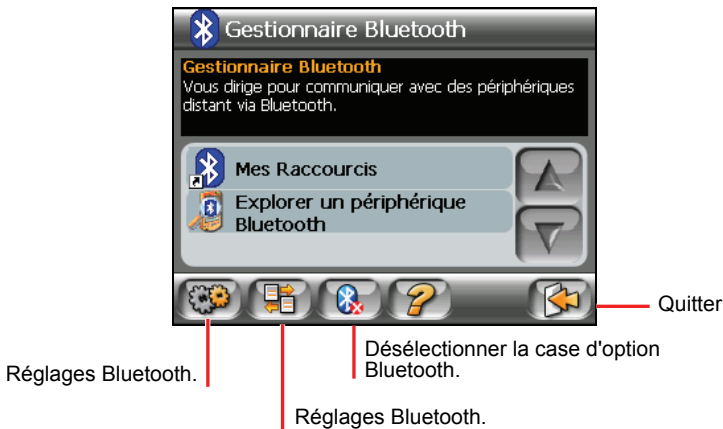 Gestionnaire Bluetooth
Gestionnaire Bluetooth
Vous dirige pour communiquer avec des périphériques
distant via Bluetooth.
Mes Raccourcis
Explorer un périphérique
Bluetooth
Quitter
Désélectionner la case d'option
Bluetooth.
Réglages Bluetooth.
Réglages Bluetooth.